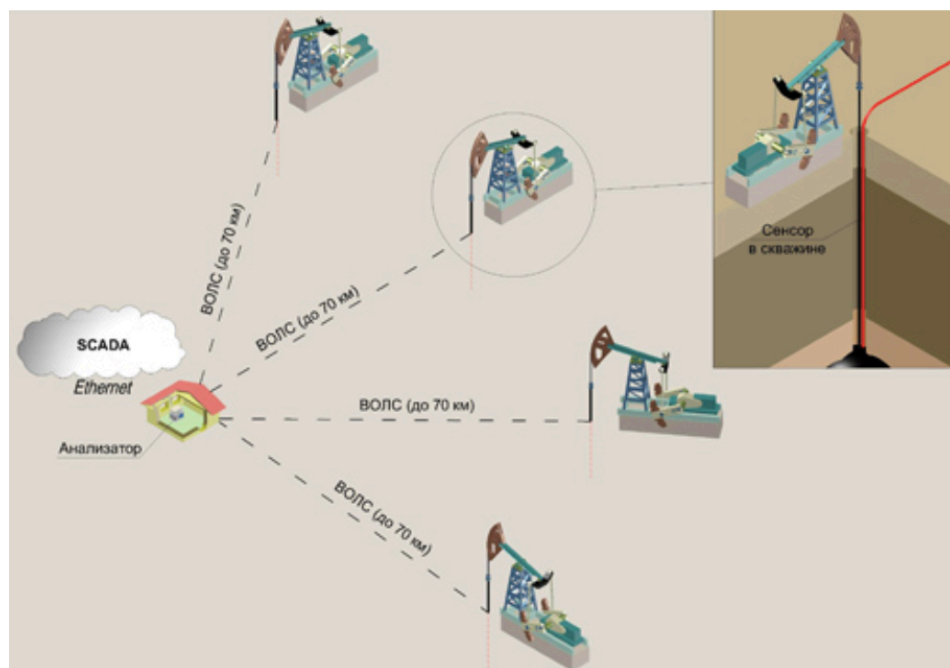 ВОЛС (до 70 км)
ВОЛС (до 70 км)
Сенсор
в скважине
SCADA
Ethernet
ВОЛС (до 70 км)
Анализатор
ВОЛС (до 70 км)